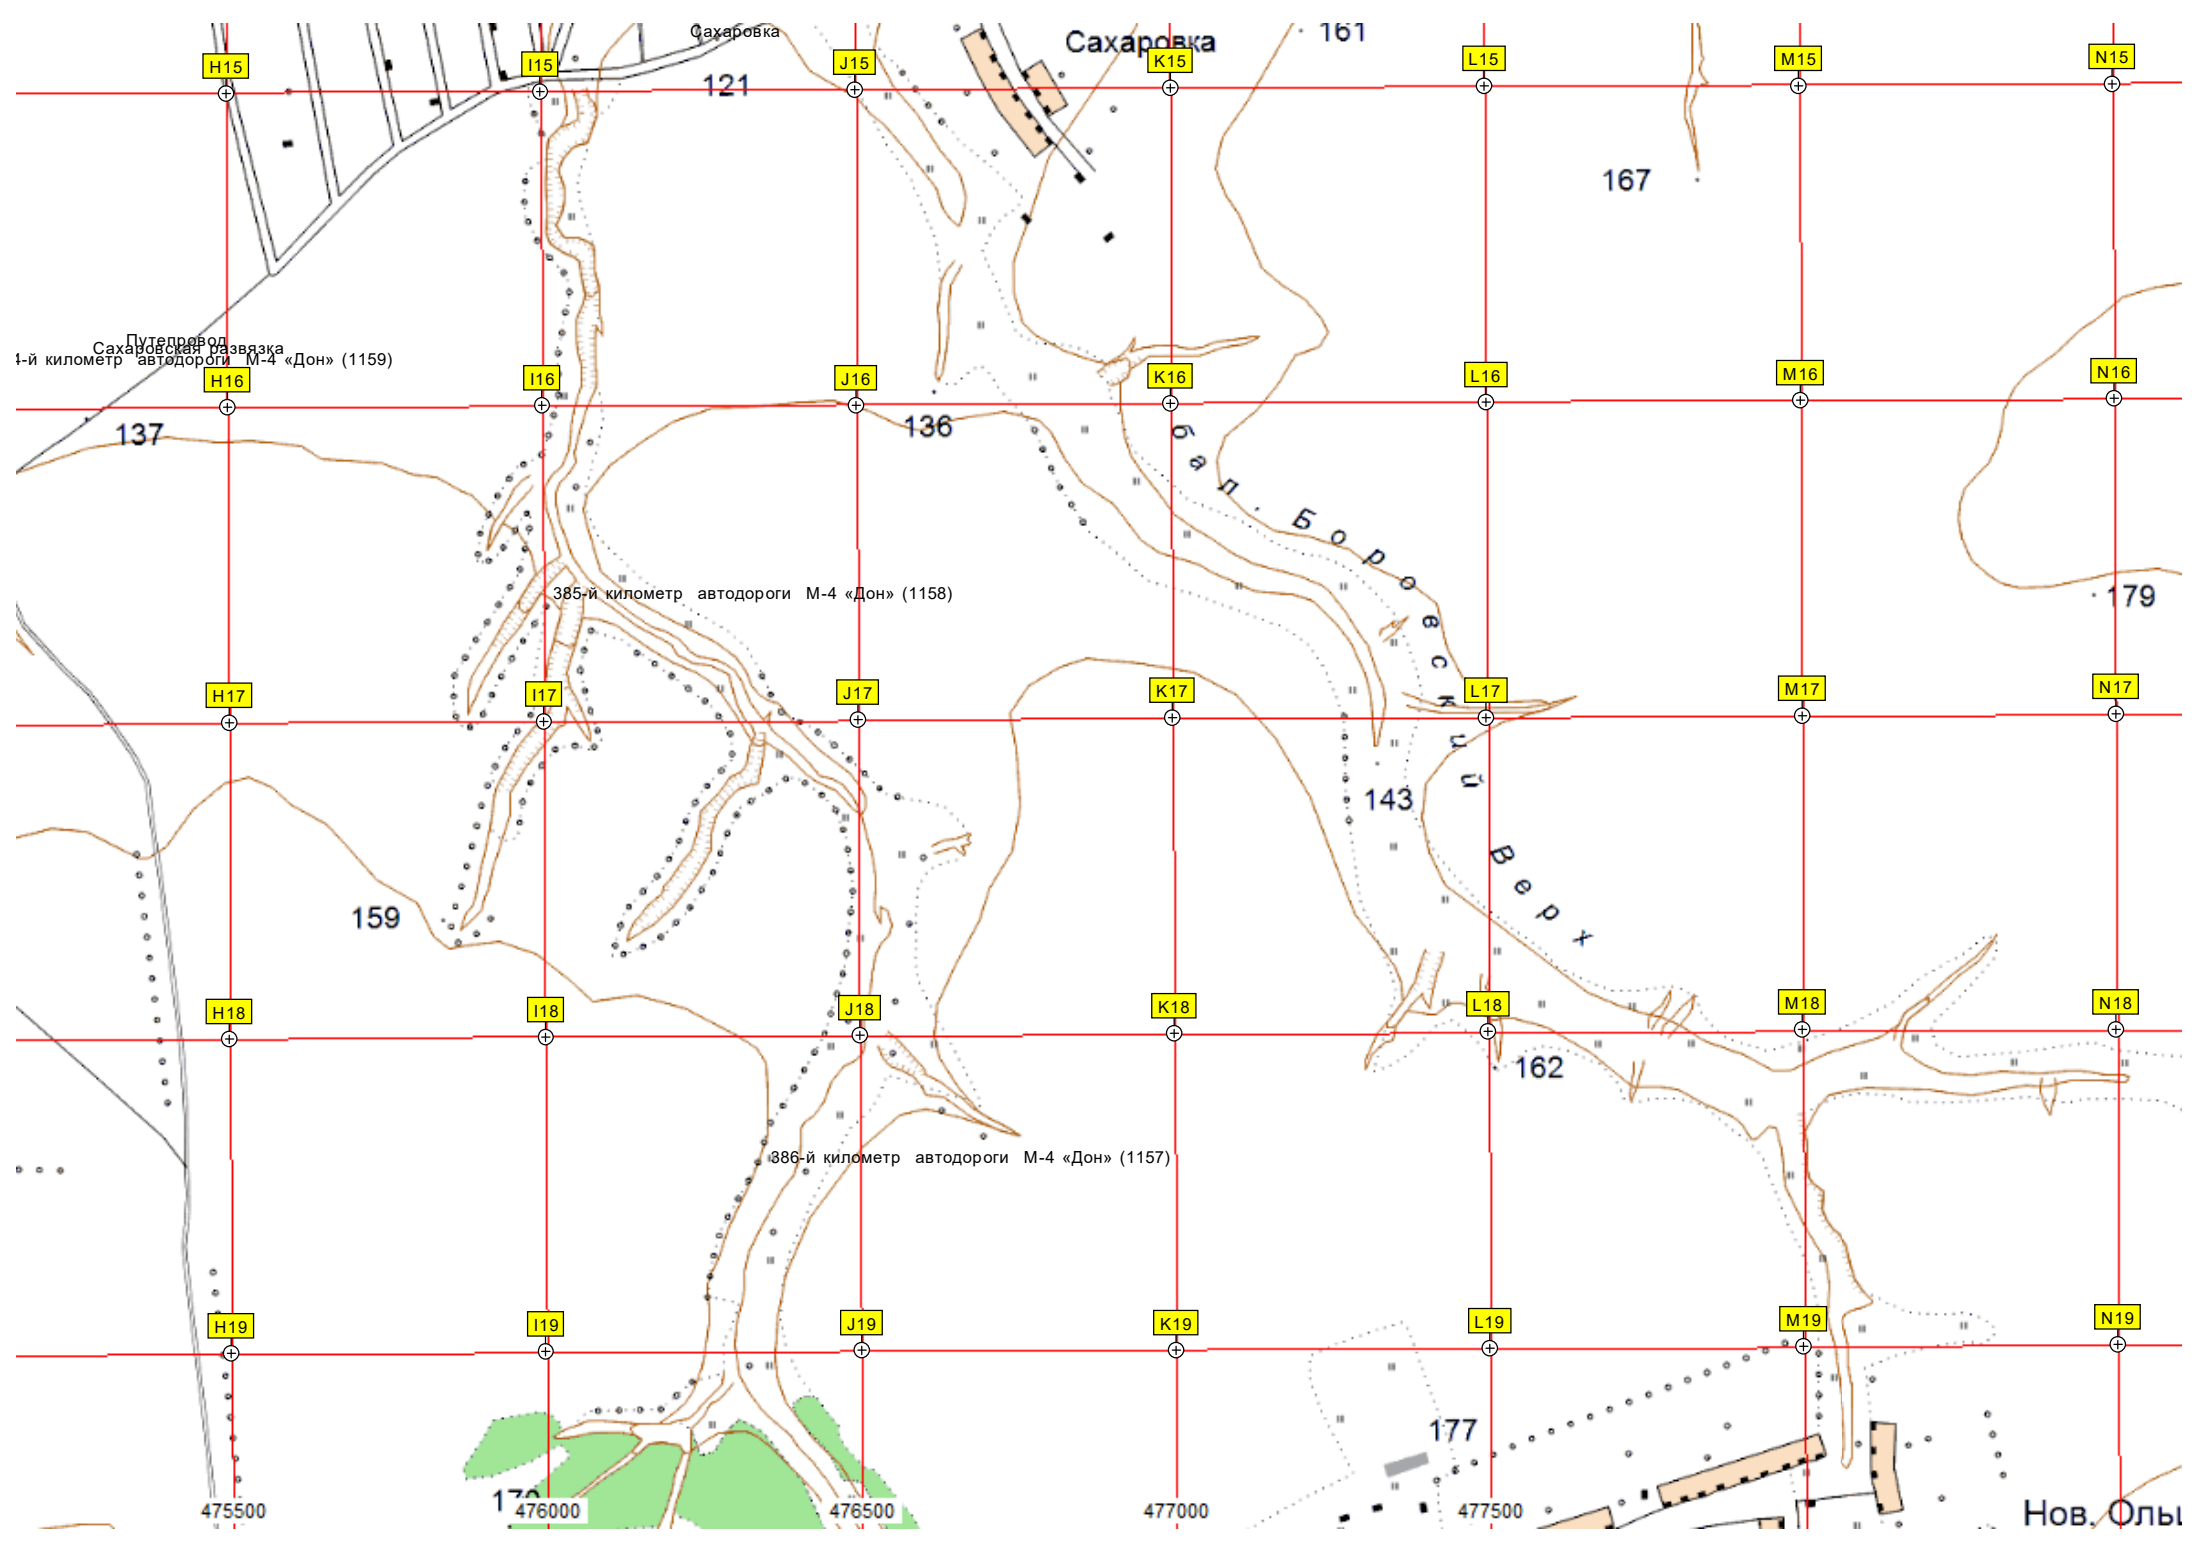 Сахаровка
161
Сахаровка
H15
I15
J15
K15
L15
M15
N15
121
167
Путепровод
Сахаровская развязка
4-й километр автодороги М-4 «Дон» (1159)
H16
I16
J16
K16
L16
M16
N16
137
136
бал. Боровский Верх
385-й километр автодороги М-4 «Дон» (1158)
179
H17
I17
J17
K17
L17
M17
N17
143
159
H18
I18
J18
K18
L18
M18
N18
162
386-й километр автодороги М-4 «Дон» (1157)
H19
I19
J19
K19
L19
M19
N19
177
475500
476000
476500
477000
477500
Нов.